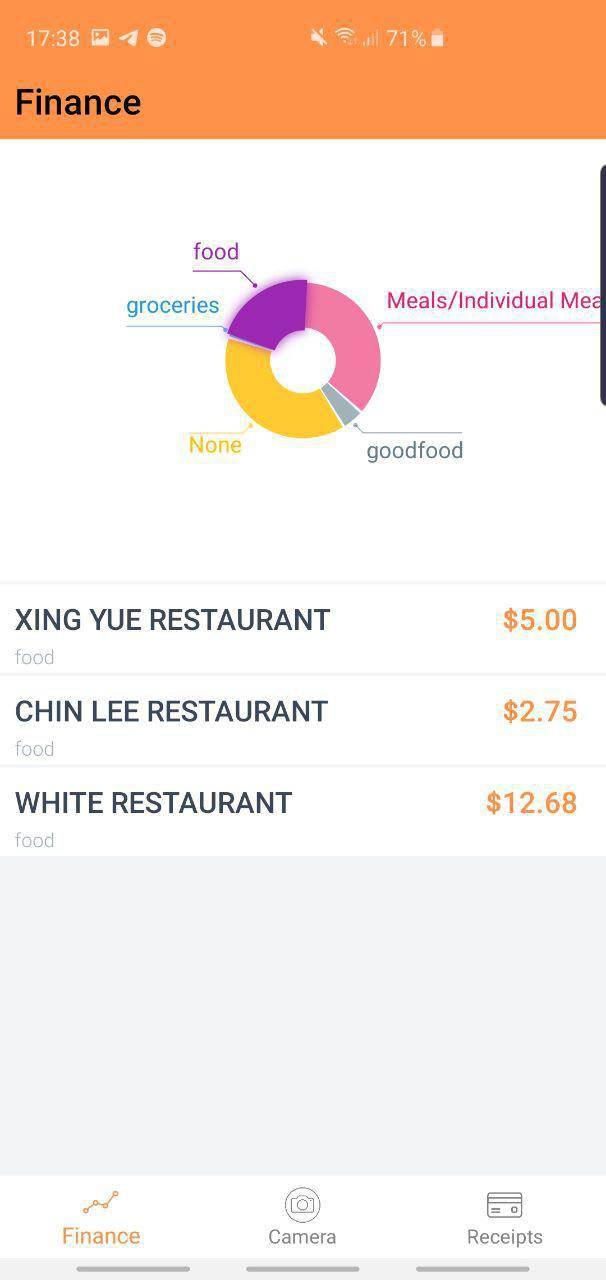 17:38
71%
Finance
food
groceries
Meals/Individual Mea
None
goodfood
XING YUE RESTAURANT
$5.00
food
CHIN LEE RESTAURANT
$2.75
food
WHITE RESTAURANT
$12.68
food
Finance
Camera
Receipts